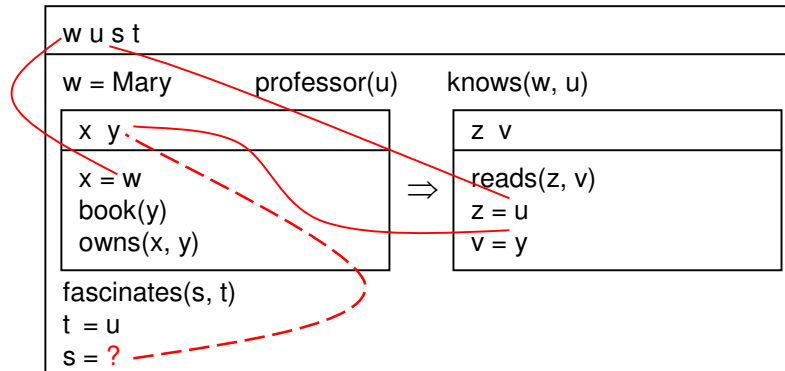 w u s t
w = Mary professor(u) knows(w, u)
x y
z v
x = w
book(y)
owns(x, y)
⇒
reads(z, v)
z = u
v = y
fascinates(s, t)
t = u
s = ?